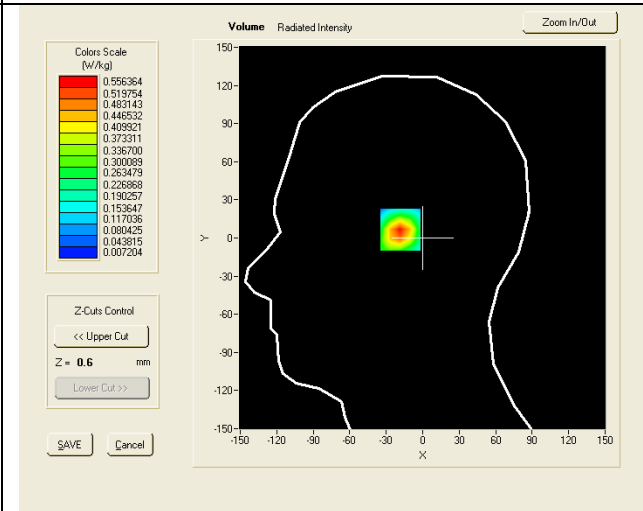 Volume Radiated Intensity
Zoom In/Out
Colors Scale
(W/kg)
0.556364
0.519754
0.483143
0.446532
0.409921
0.373311
0.336700
0.300089
0.263479
0.226868
0.190257
0.153647
0.117036
0.080425
0.043815
0.007204
Z-Cuts Control
<< Upper Cut
Z = 0.6 mm
Lower Cut >>
SAVE Cancel
150
120
90
60
30
0
-30
-60
-90
-120
-150
Y
-150 -120 -90 -60 -30 0 30 60 90 120 150
X